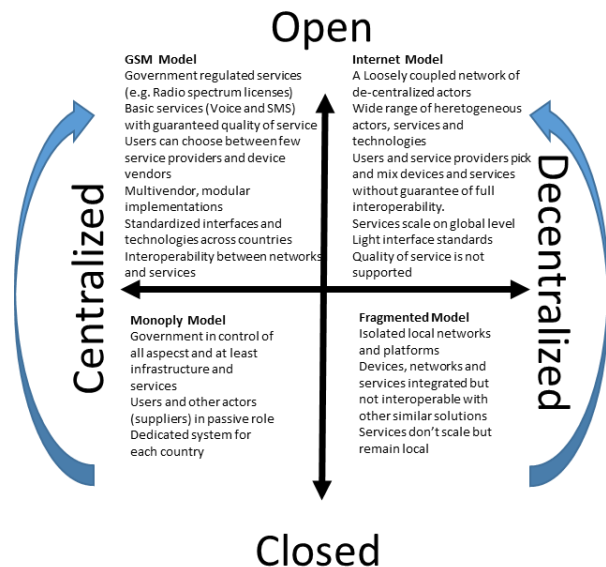 Open
GSM Model
Government regulated services
(e.g. Radio spectrum licenses)
Basic services (Voice and SMS)
with guaranteed quality of service
Users can choose between few
service providers and device
vendors
Multivendor, modular
implementations
Standardized interfaces and
technologies across countries
Interoperability between networks
and services
Internet Model
A Loosely coupled network of
de-centralized actors
Wide range of heretogeneous
actors, services and
technologies
Users and service providers pick
and mix devices and services
without guarantee of full
interoperability.
Services scale on global level
Light interface standards
Quality of service is not
supported
Centralized
Decentralized
Monoply Model
Government in control of
all aspecst and at least
infrastructure and
services
Users and other actors
(suppliers) in passive role
Dedicated system for
each country
Fragmented Model
Isolated local networks
and platforms
Devices, networks and
services integrated but
not interoperable with
other similar solutions
Services don't scale but
remain local
Closed